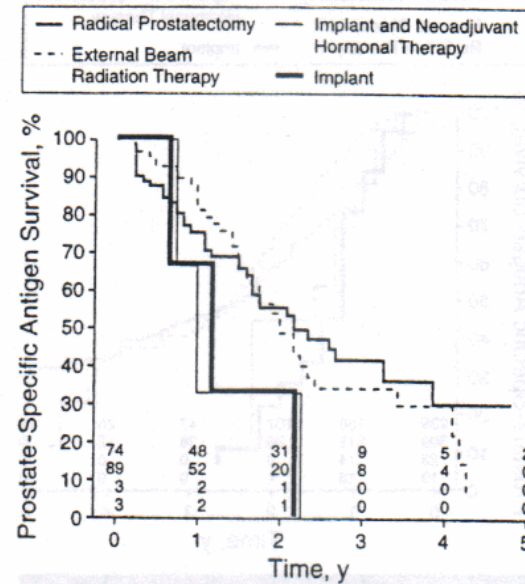 Radical Prostatectomy
External Beam
Radiation Therapy
Implant and Neoadjuvant
Hormonal Therapy
Implant
Prostate-Specific Antigen Survival, %
100
90
80
70
60
50
40
30
20
10
0
74 48 31 9 5
89 52 20 8 4
3 2 1 0 0
3 2 1 0 0
0 1 2 3 4 5
Time, y